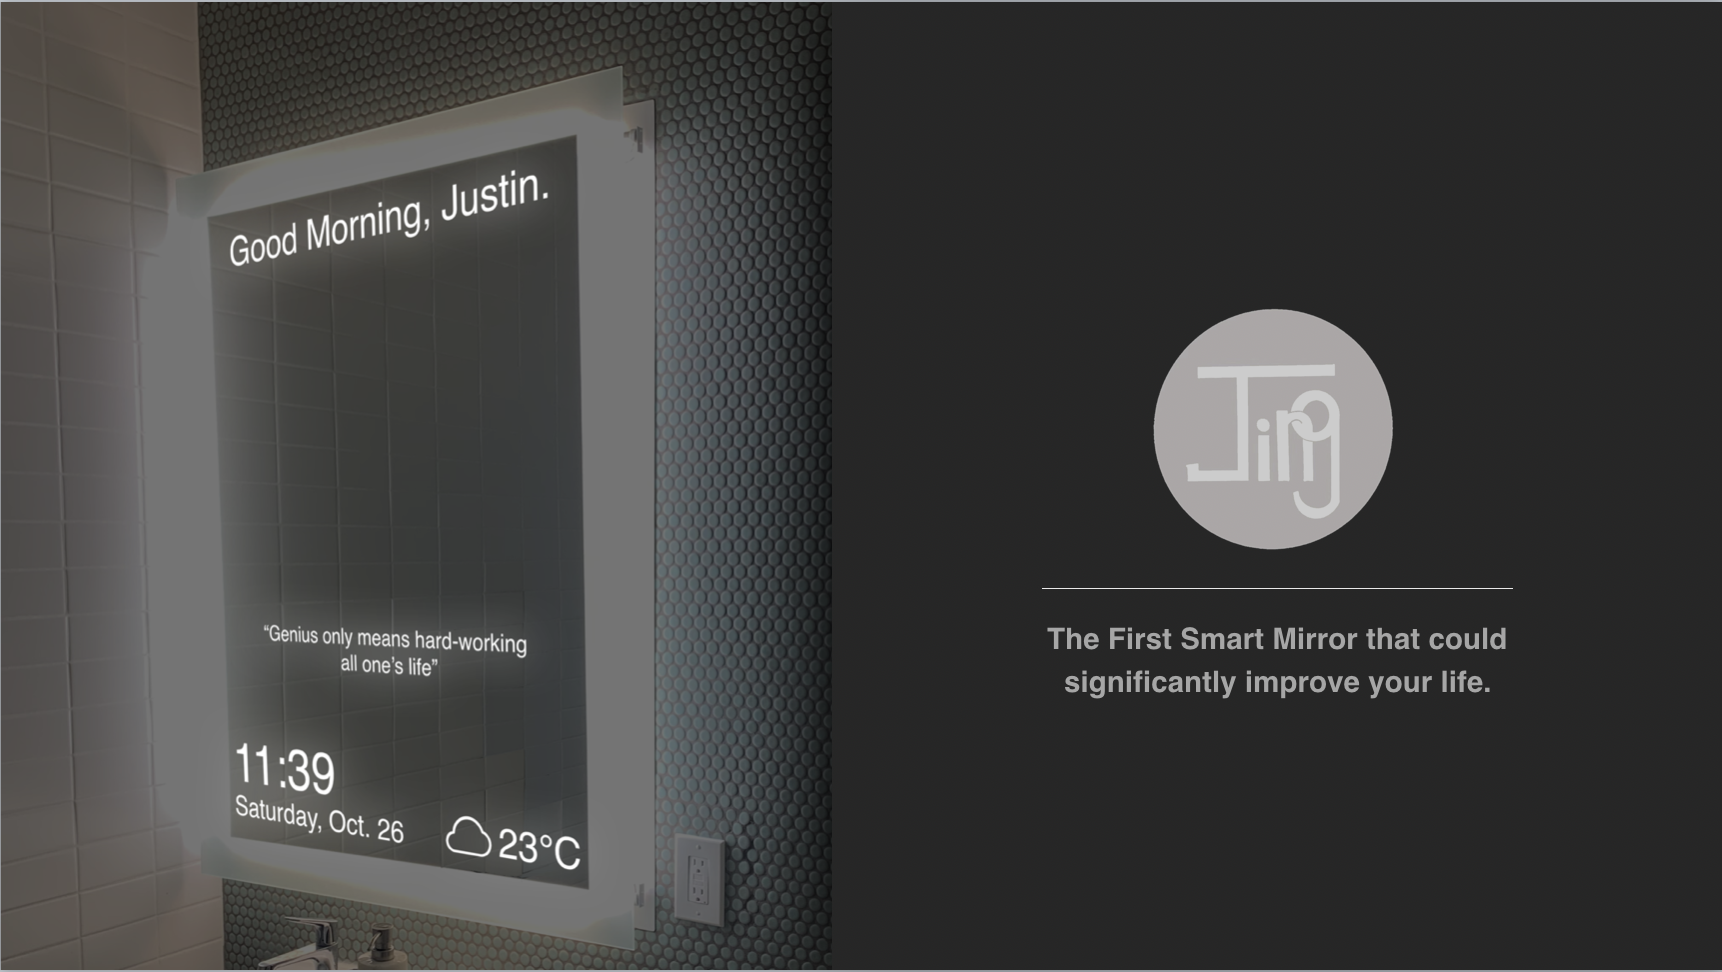 Good Morning, Justin.
“Genius only means hard-working
all one’s life”
11:39
Saturday, Oct. 26
23°C
Jing
The First Smart Mirror that could
significantly improve your life.